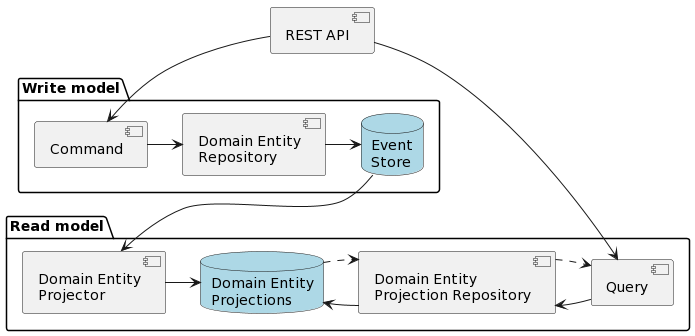 REST API
Write model
Command
Domain Entity
Repository
Event
Store
Read model
Domain Entity
Projector
Domain Entity
Projections
Domain Entity
Projection Repository
Query